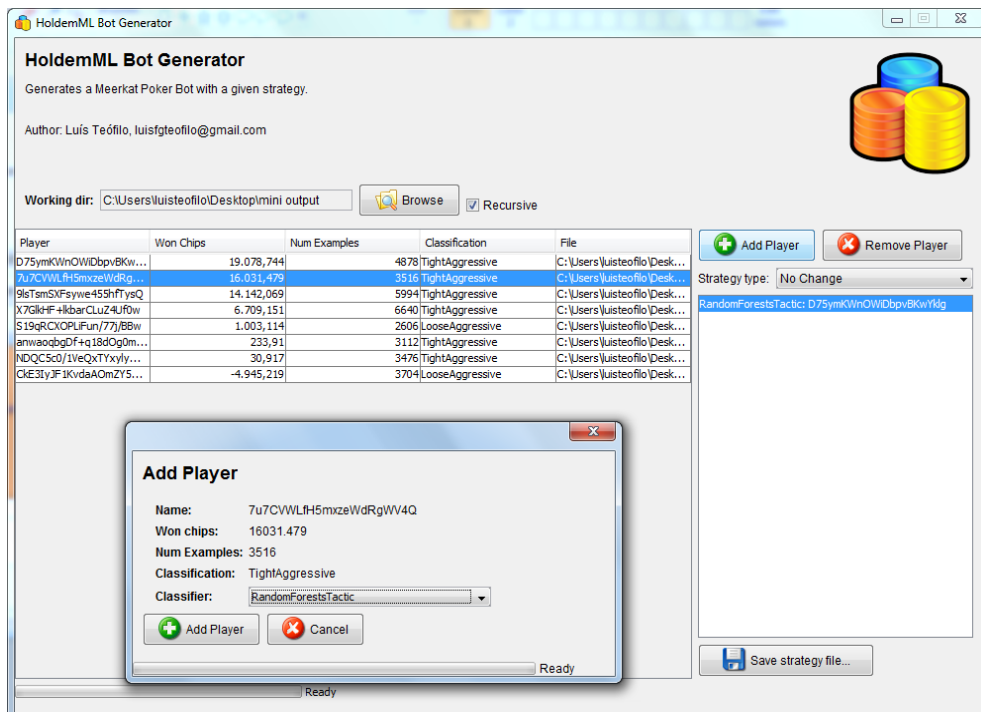 HoldemML Bot Generator
HoldemML Bot Generator
Generates a Meerkat Poker Bot with a given strategy.
Author: Luís Teófilo, luisfgteofilo@gmail.com
Working dir: C:\Users\luisteofilo\Desktop\mini output Browse Recursive
Add Player Remove Player
Strategy type: No Change
RandomForestsTactic: D75ymKWnOWiDbpvBKwYklg
Player Won Chips Num Examples Classification File
D75ymKWnOWiDbpvBKw... 19.078,744 4878 TightAggressive C:\Users\luisteofilo\Desk...
7u7CVWLfH5mxzeWdRg... 16.031,479 3516 TightAggressive C:\Users\luisteofilo\Desk...
9lsTsmSXFsywe455hfTysQ 14.142,069 5994 TightAggressive C:\Users\luisteofilo\Desk...
X7GlkHF+lkbarCLuZ4Uf0w 6.709,151 6640 TightAggressive C:\Users\luisteofilo\Desk...
S19qRCXOPLiFun/77j/BBw 1.003,114 2606 LooseAggressive C:\Users\luisteofilo\Desk...
anwaoqbgDf+q18dOg0m... 233,91 3112 TightAggressive C:\Users\luisteofilo\Desk...
NDQC5c0/1VeQxTYxyly... 30,917 3476 TightAggressive C:\Users\luisteofilo\Desk...
CkE3IyJF1KvdaAOmZY5... -4.945,219 3704 LooseAggressive C:\Users\luisteofilo\Desk...
Add Player
Name: 7u7CVWLfH5mxzeWdRgWV4Q
Won chips: 16031.479
Num Examples: 3516
Classification: TightAggressive
Classifier: RandomForestsTactic
Add Player Cancel
Ready
Save strategy file...
Ready